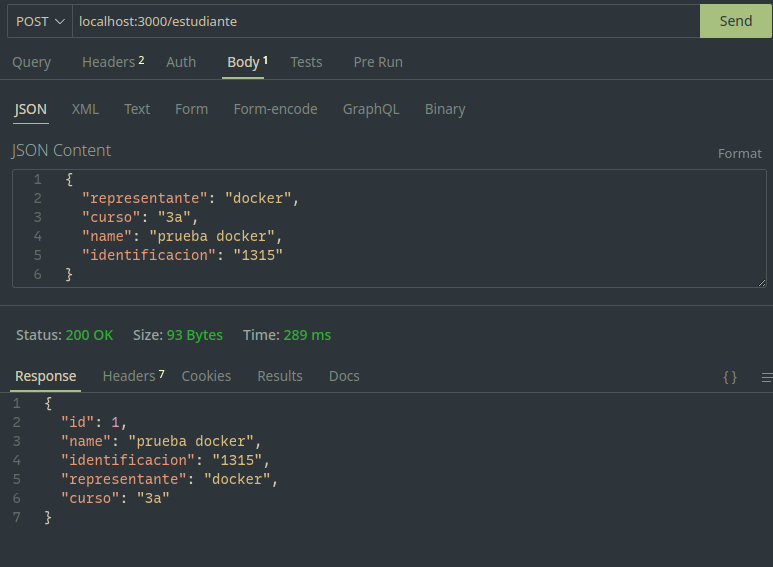 POST localhost:3000/estudiante Send
Query Headers 2 Auth Body 1 Tests Pre Run
JSON XML Text Form Form-encode GraphQL Binary
JSON Content
Format
1 {
2 "representante": "docker",
3 "curso": "3a",
4 "name": "prueba docker",
5 "identificacion": "1315"
6 }
Status: 200 OK Size: 93 Bytes Time: 289 ms
Response Headers 7 Cookies Results Docs { }
1 {
2 "id": 1,
3 "name": "prueba docker",
4 "identificacion": "1315",
5 "representante": "docker",
6 "curso": "3a"
7 }